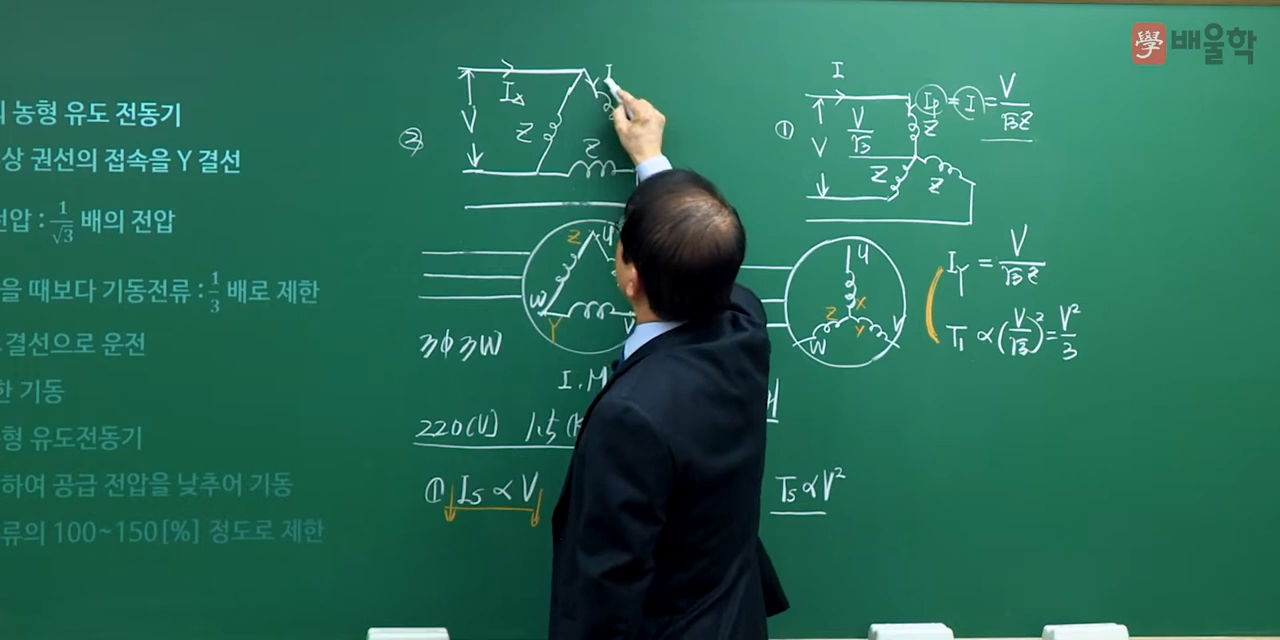 學 배울학
농형 유도 전동기
상 권선의 접속을 Y 결선
전압 : 1/√3 배의 전압
을 때보다 기동전류 : 1/3 배로 제한
결선으로 운전
한 기동
형 유도전동기
하여 공급 전압을 낮추어 기동
류의 100~150[%] 정도로 제한
②
V
I
Z
Z
Z
U
W
Y
V
3φ3W
I.M
220(V) 1.5(
① Is ∝ V
①
I
V
V/√3
Ip = I = V/√3Z
Z
Z
Z
U
X
Z
Y
W
V
I_Y = V/√3Z
T ∝ (V/√3)² = V²/3
Ts ∝ V²